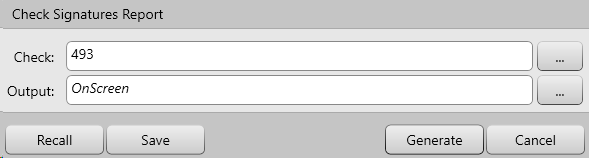 Check Signatures Report
Check: 493 ...
Output: OnScreen ...
Recall Save Generate Cancel